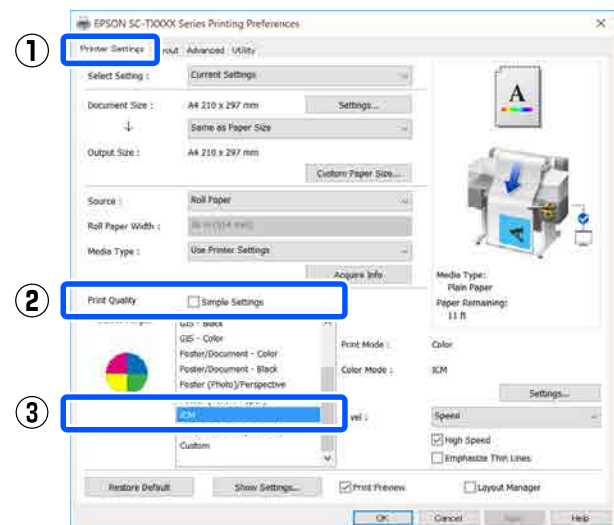 EPSON SC-TXXXX Series Printing Preferences
1 Printer Settings out Advanced Utility
Select Setting : Current Settings
Document Size : A4 210 x 297 mm Settings...
Same as Paper Size
Output Size : A4 210 x 297 mm
Custom Paper Size...
Source : Roll Paper
Roll Paper Width :
Media Type : Use Printer Settings
Acquire Info
A
Media Type:
Plain Paper
Paper Remaining:
11 ft
2 Print Quality Simple Settings
GIS - Black
GIS - Color
Poster/Document - Color
Poster/Document - Black
Poster (Photo)/Perspective
3 ICM
Custom
Print Mode : Color
Color Mode : ICM
Settings...
vel : Speed
High Speed
Emphasize Thin Lines
Restore Default Show Settings... Print Preview Layout Manager
OK Cancel Apply Help